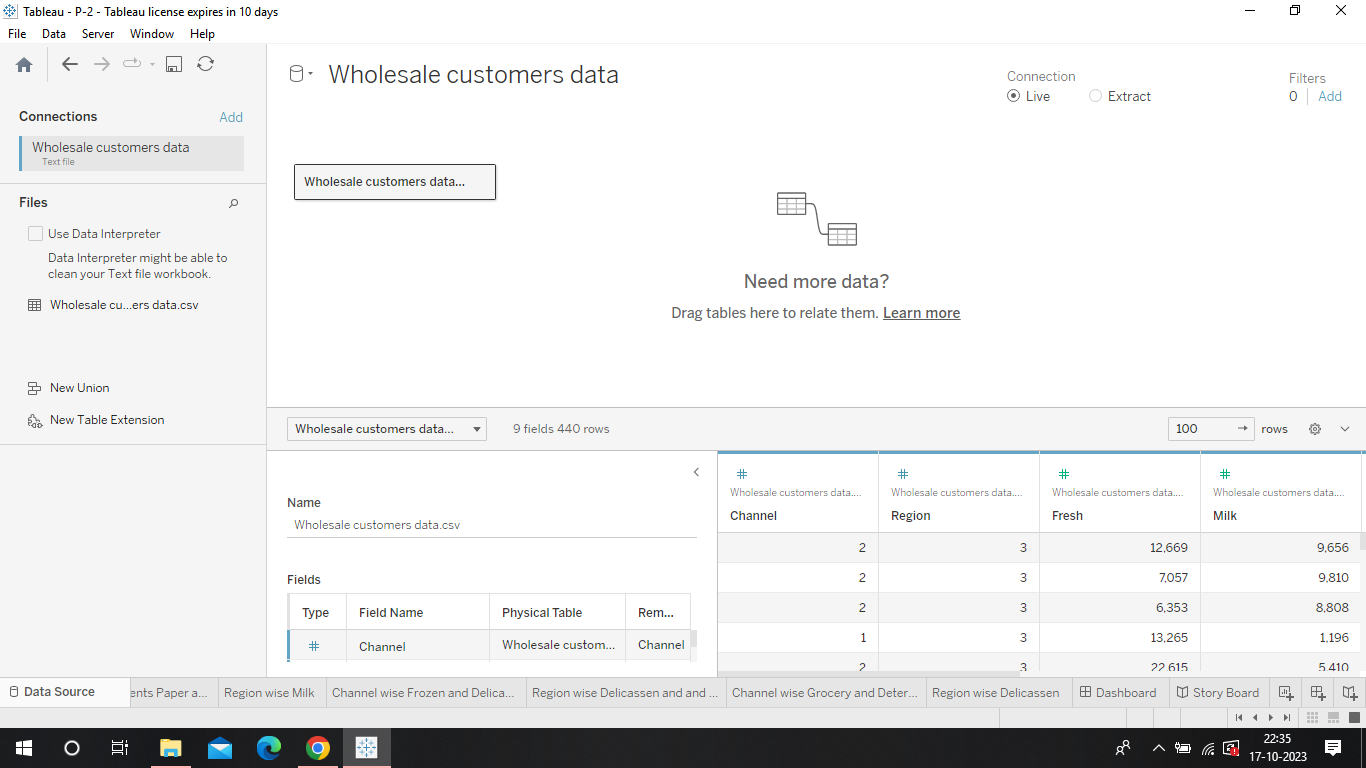 Tableau - P-2 - Tableau license expires in 10 days
File Data Server Window Help
Connections Add
Wholesale customers data
Text file
Files
Use Data Interpreter
Data Interpreter might be able to
clean your Text file workbook.
Wholesale cu...ers data.csv
New Union
New Table Extension
Wholesale customers data
Connection
Live Extract
Filters
0 Add
Wholesale customers data...
Need more data?
Drag tables here to relate them. Learn more
Wholesale customers data... 9 fields 440 rows 100 rows
Name
Wholesale customers data.csv
Fields
Type Field Name Physical Table Rem...
# Channel Wholesale custom... Channel
# # # #
Wholesale customers data.... Wholesale customers data.... Wholesale customers data.... Wholesale customers data....
Channel Region Fresh Milk
2 3 12,669 9,656
2 3 7,057 9,810
2 3 6,353 8,808
1 3 13,265 1,196
2 3 22,615 5,410
Data Source ents Paper a... Region wise Milk Channel wise Frozen and Delica... Region wise Delicassen and and ... Channel wise Grocery and Deter... Region wise Delicassen Dashboard Story Board
22:35
17-10-2023